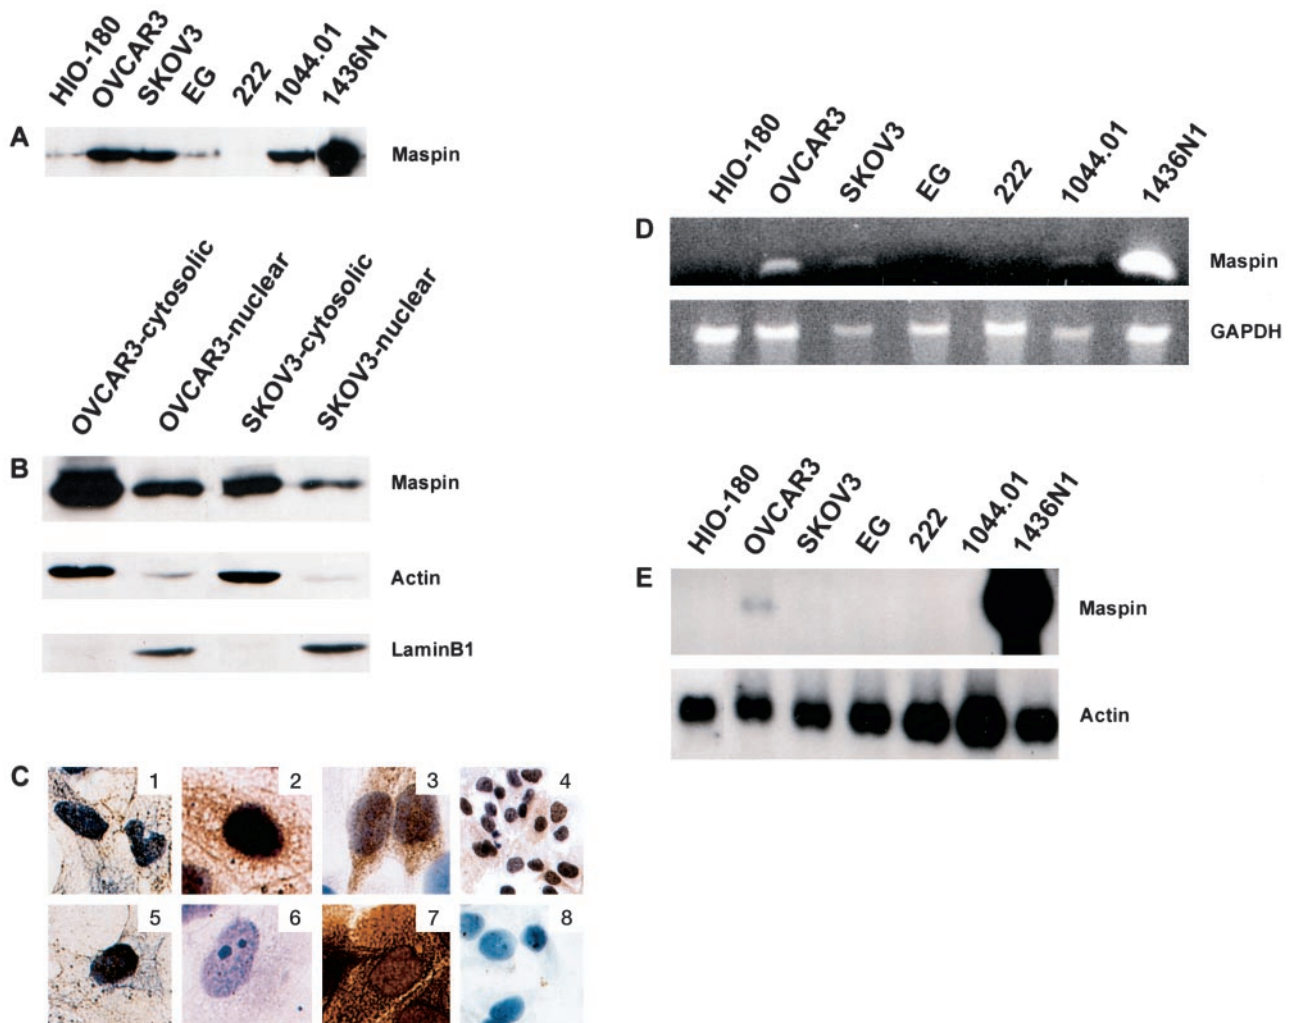 HIO-180 OVCAR3 SKOV3 EG 222 1044.01 1436N1
A Maspin
OVCAR3-cytosolic OVCAR3-nuclear SKOV3-cytosolic SKOV3-nuclear
B Maspin
Actin
LaminB1
C 1 2 3 4
5 6 7 8
HIO-180 OVCAR3 SKOV3 EG 222 1044.01 1436N1
D Maspin
GAPDH
HIO-180 OVCAR3 SKOV3 EG 222 1044.01 1436N1
E Maspin
Actin